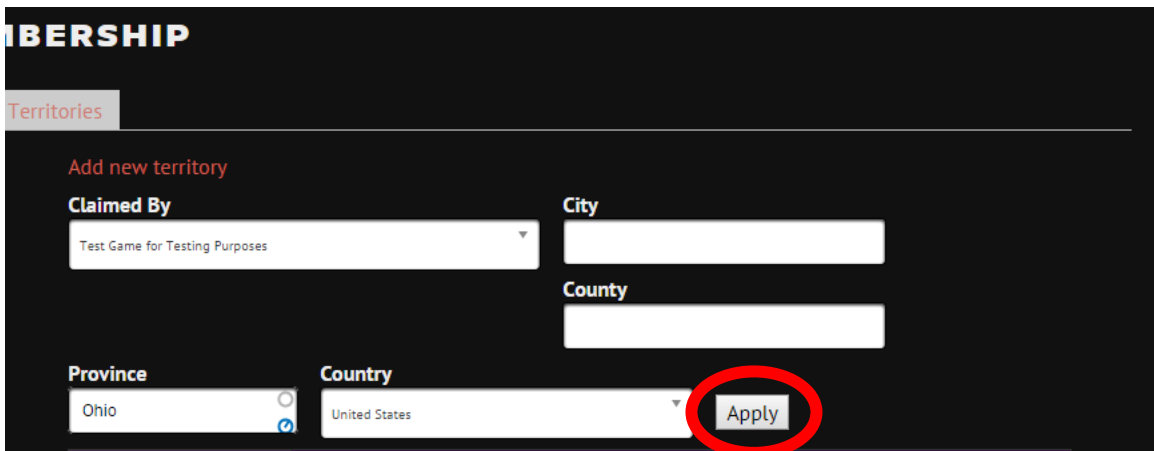 MBERSHIP
Territories
Add new territory
Claimed By
City
Test Game for Testing Purposes
County
Province
Country
Ohio
United States
Apply